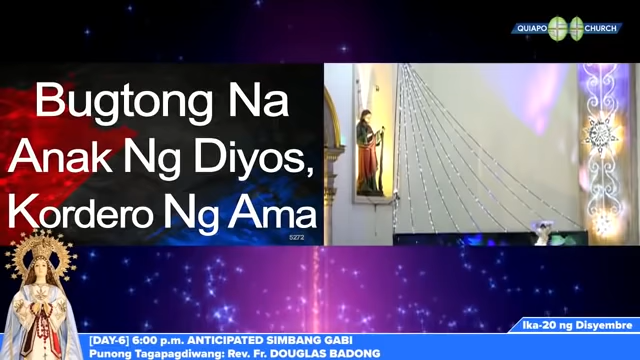 QUIAPO CHURCH
Bugtong Na
Anak Ng Diyos,
Kordero Ng Ama
5272
Ika-20 ng Disyembre
[DAY-6] 6:00 p.m. ANTICIPATED SIMBANG GABI
Punong Tagapagdiwang: Rev. Fr. DOUGLAS BADONG